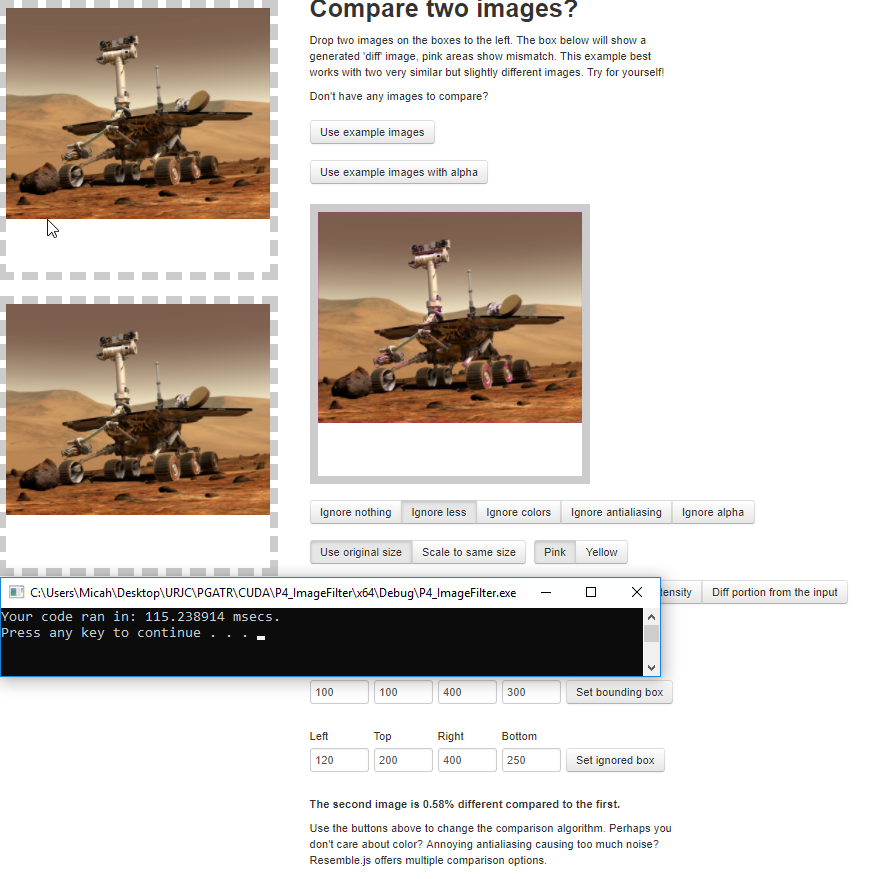 Compare two images?
Drop two images on the boxes to the left. The box below will show a
generated 'diff' image, pink areas show mismatch. This example best
works with two very similar but slightly different images. Try for yourself!
Don't have any images to compare?
Use example images
Use example images with alpha
Ignore nothing Ignore less Ignore colors Ignore antialiasing Ignore alpha
Use original size Scale to same size Pink Yellow
Diff portion from the input
C:\Users\Micah\Desktop\URJC\PGATR\CUDA\P4_ImageFilter\x64\Debug\P4_ImageFilter.exe
Your code ran in: 115.238914 msecs.
Press any key to continue . . .
100 100 400 300 Set bounding box
Left Top Right Bottom
120 200 400 250 Set ignored box
The second image is 0.58% different compared to the first.
Use the buttons above to change the comparison algorithm. Perhaps you
don't care about color? Annoying antialiasing causing too much noise?
Resemble.js offers multiple comparison options.